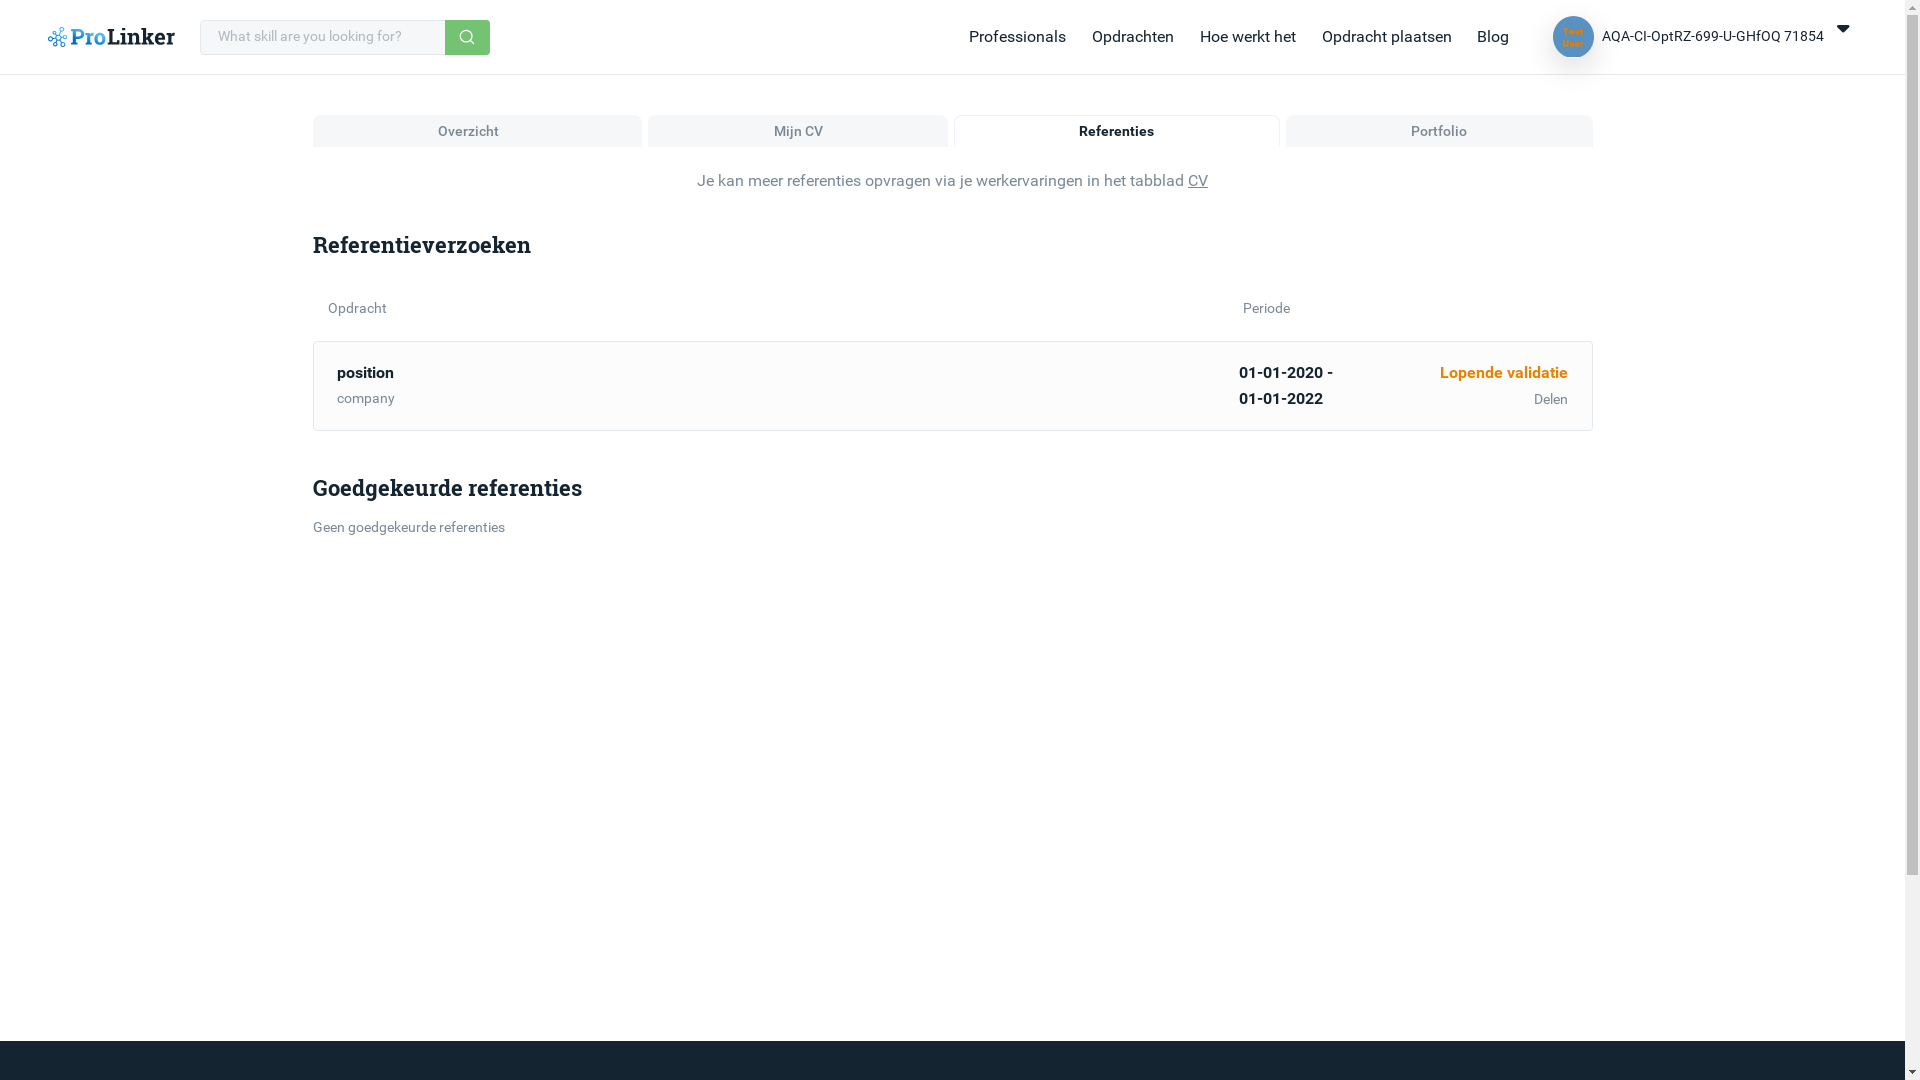 ProLinker
What skill are you looking for?
Professionals Opdrachten Hoe werkt het Opdracht plaatsen Blog
Test
User
AQA-CI-OptRZ-699-U-GHfOQ 71854
Overzicht Mijn CV Referenties Portfolio
Je kan meer referenties opvragen via je werkervaringen in het tabblad CV
Referentieverzoeken
Opdracht Periode
position 01-01-2020 - Lopende validatie
company 01-01-2022 Delen
Goedgekeurde referenties
Geen goedgekeurde referenties